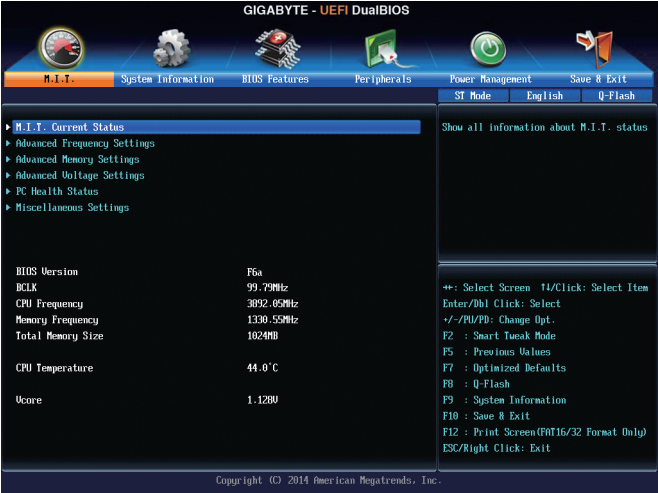 GIGABYTE - UEFI DualBIOS
M.I.T. System Information BIOS Features Peripherals Power Management Save & Exit
ST Mode English Q-Flash
M.I.T. Current Status
Advanced Frequency Settings
Advanced Memory Settings
Advanced Voltage Settings
PC Health Status
Miscellaneous Settings
BIOS Version F6a
BCLK 99.79MHz
CPU Frequency 3892.05MHz
Memory Frequency 1330.55MHz
Total Memory Size 1024MB
CPU Temperature 44.0°C
Vcore 1.128V
Show all information about M.I.T. status
→←: Select Screen ↑↓/Click: Select Item
Enter/Dbl Click: Select
+/-/PU/PD: Change Opt.
F2 : Smart Tweak Mode
F5 : Previous Values
F7 : Optimized Defaults
F8 : Q-Flash
F9 : System Information
F10 : Save & Exit
F12 : Print Screen(FAT16/32 Format Only)
ESC/Right Click: Exit
Copyright (C) 2014 American Megatrends, Inc.